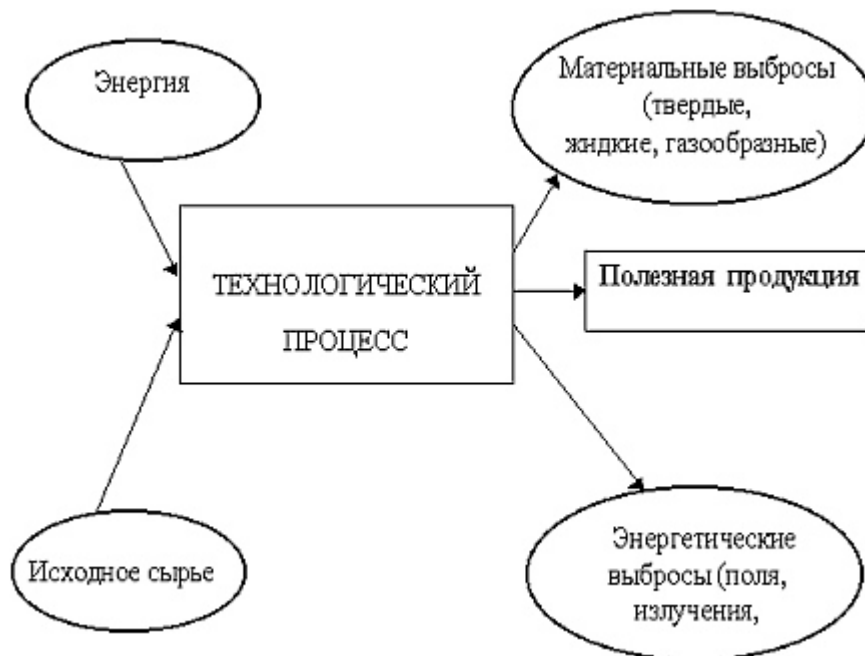 Энергия
Материальные выбросы
(твердые,
жидкие, газообразные)
ТЕХНОЛОГИЧЕСКИЙ
ПРОЦЕСС
Полезная продукция
Исходное сырье
Энергетические
выбросы (поля,
излучения,